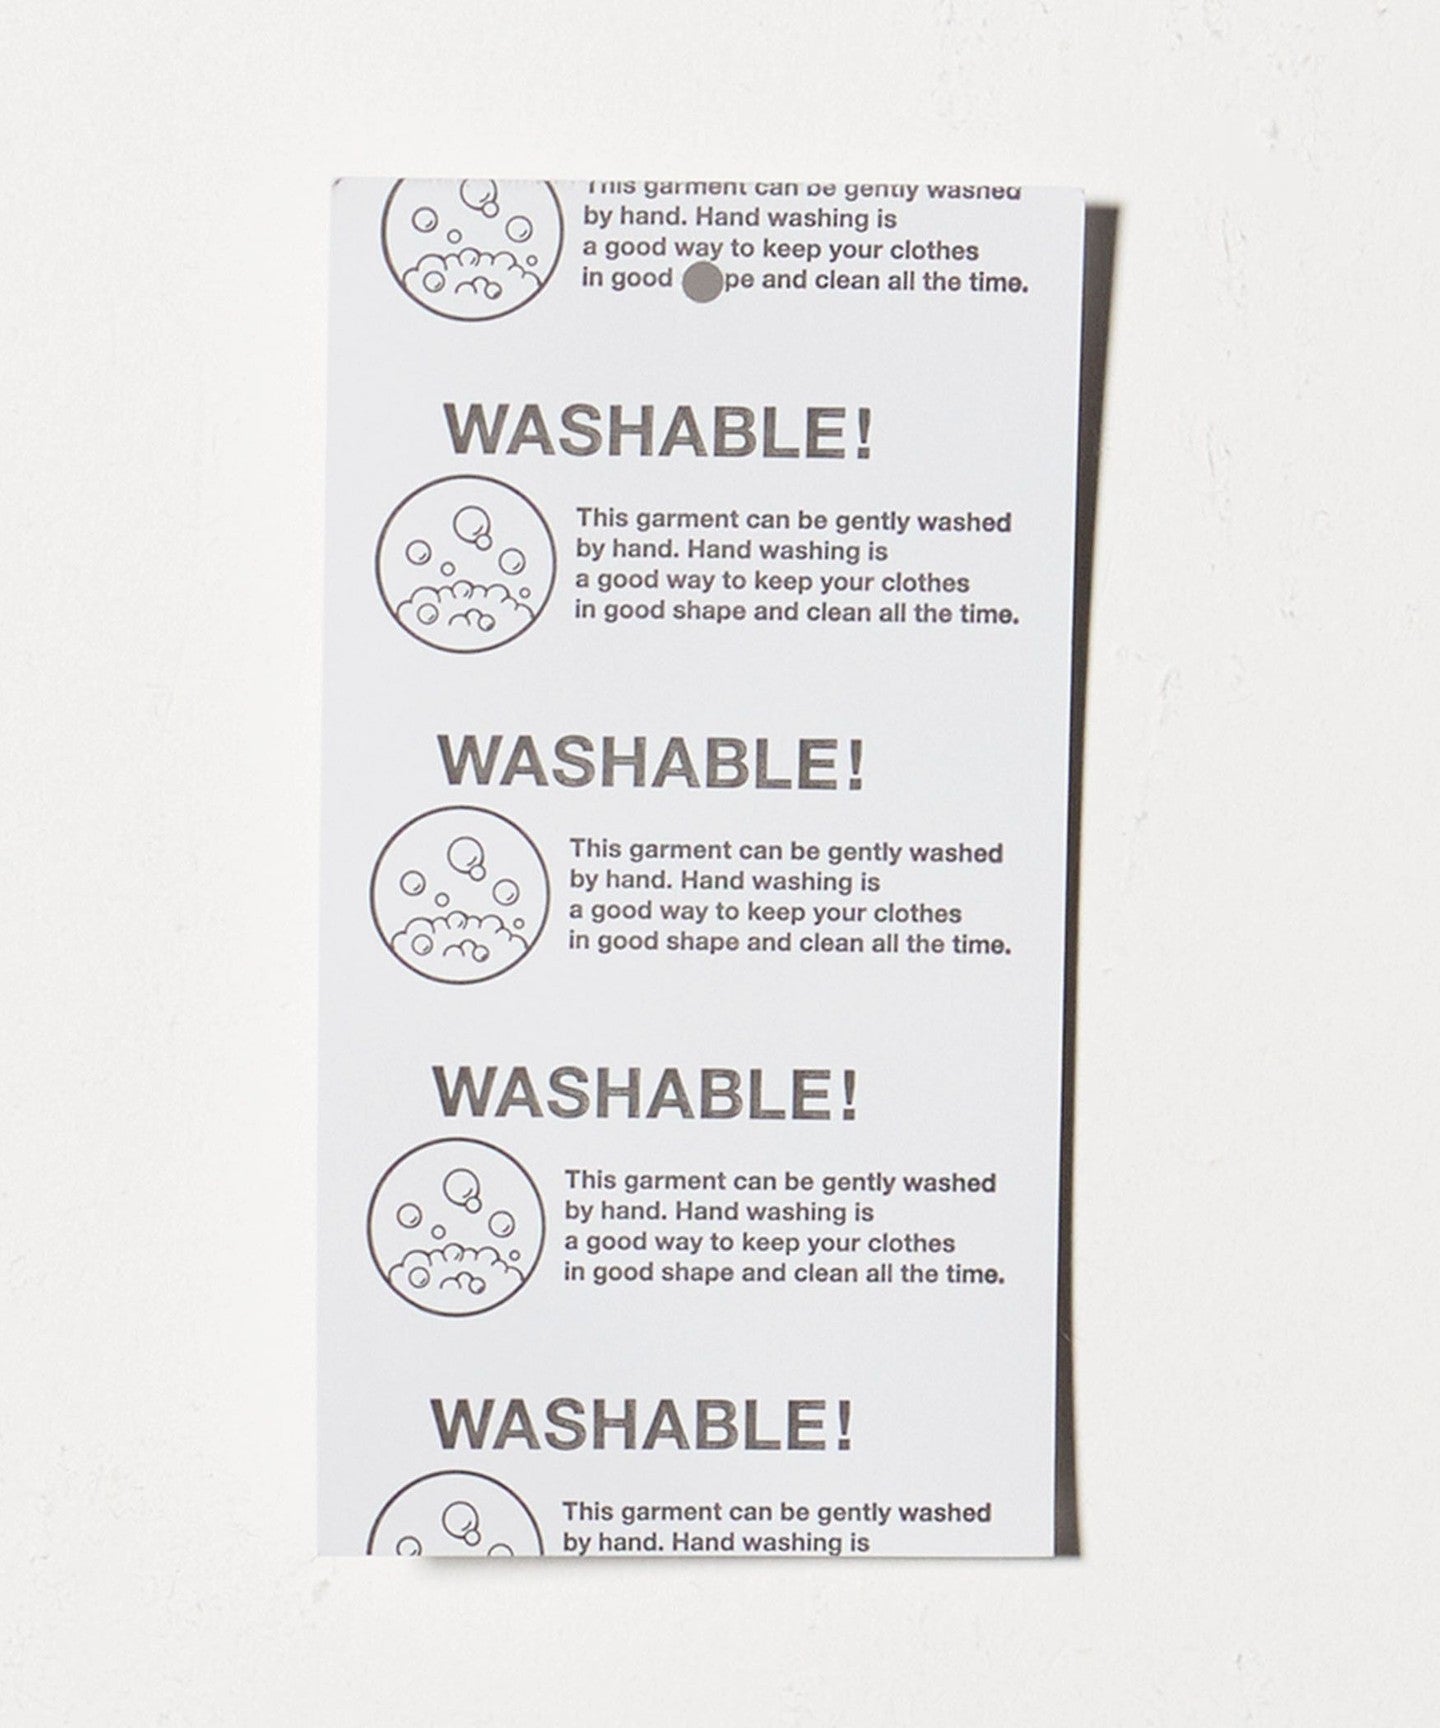 This garment can be gently washed
by hand. Hand washing is
a good way to keep your clothes
in good pe and clean all the time.
WASHABLE!
This garment can be gently washed
by hand. Hand washing is
a good way to keep your clothes
in good shape and clean all the time.
WASHABLE!
This garment can be gently washed
by hand. Hand washing is
a good way to keep your clothes
in good shape and clean all the time.
WASHABLE!
This garment can be gently washed
by hand. Hand washing is
a good way to keep your clothes
in good shape and clean all the time.
WASHABLE!
This garment can be gently washed
by hand. Hand washing is